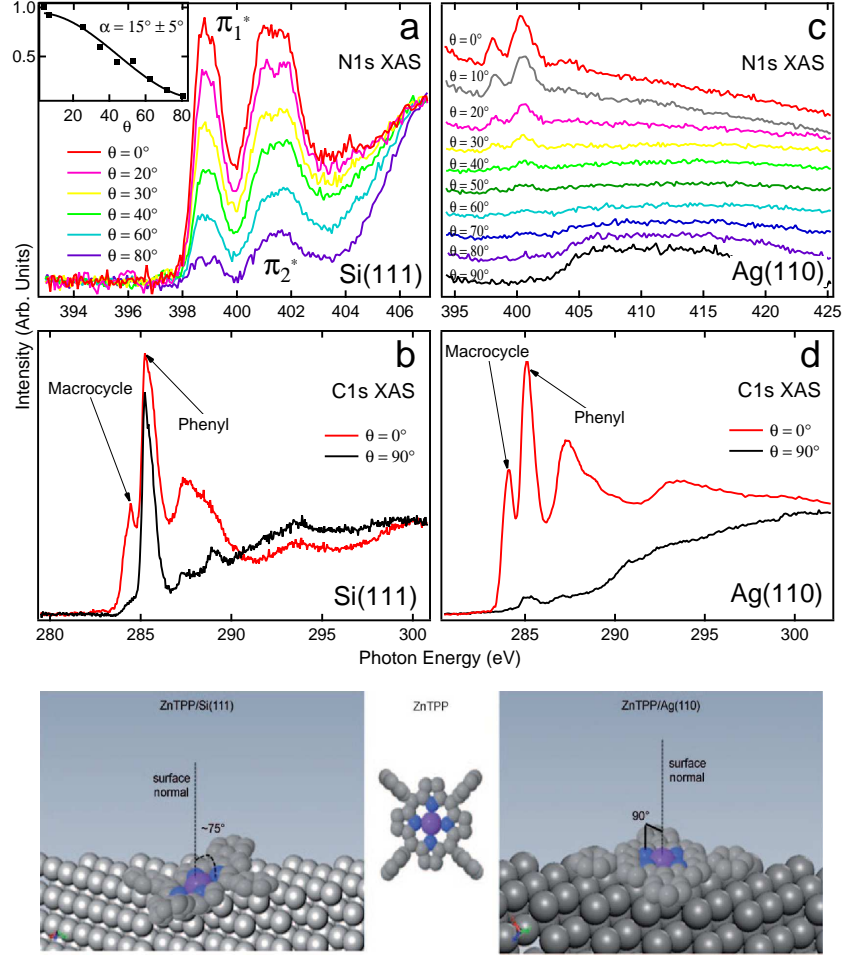 1.0
0.5
α = 15° ± 5°
0 20 40 60 80
θ
π1*
a
N1s XAS
θ = 0°
θ = 20°
θ = 30°
θ = 40°
θ = 60°
θ = 80°
π2*
Si(111)
394 396 398 400 402 404 406
c
N1s XAS
θ = 0°
θ = 10°
θ = 20°
θ = 30°
θ = 40°
θ = 50°
θ = 60°
θ = 70°
θ = 80°
θ = 90°
Ag(110)
395 400 405 410 415 420 425
Intensity (Arb. Units)
b
C1s XAS
Macrocycle
Phenyl
θ = 0°
θ = 90°
Si(111)
280 285 290 295 300
d
C1s XAS
Macrocycle
Phenyl
θ = 0°
θ = 90°
Ag(110)
285 290 295 300
Photon Energy (eV)
ZnTPP/Si(111)
surface
normal
~75°
ZnTPP
ZnTPP/Ag(110)
surface
normal
90°